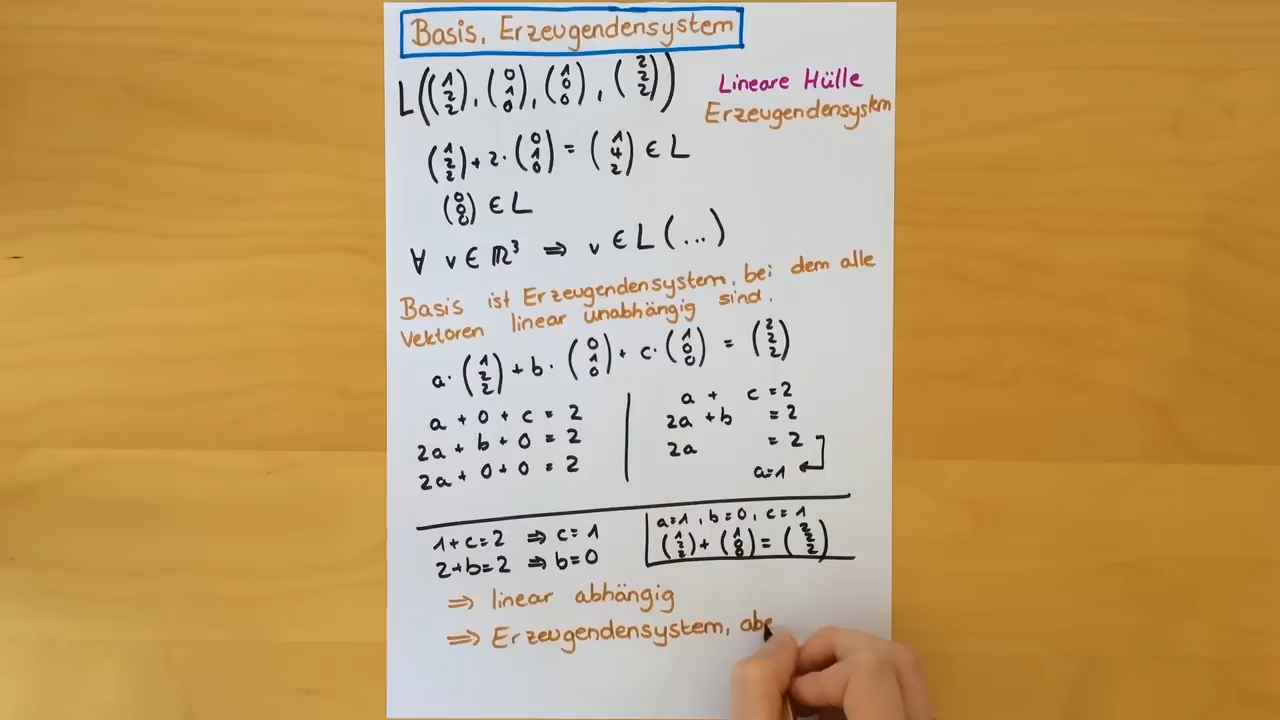 Basis, Erzeugendensystem
L((1 2 2), (0 1 0), (1 0 0), (2 2 2))
Lineare Hülle
Erzeugendensystem
(1 2 2) + 2 · (0 1 0) = (1 4 2) ∈ L
(0 0 0) ∈ L
∀ v ∈ ℝ³ ⇒ v ∈ L (...)
Basis ist Erzeugendensystem, bei dem alle
Vektoren linear unabhängig sind.
a · (1 2 2) + b · (0 1 0) + c · (1 0 0) = (2 2 2)
a + 0 + c = 2
2a + b + 0 = 2
2a + 0 + 0 = 2
a + c = 2
2a + b = 2
2a = 2
a=1
1+c=2 ⇒ c=1
2+b=2 ⇒ b=0
a=1, b=0, c=1
(1 2 2) + (1 0 0) = (2 2 2)
⇒ linear abhängig
⇒ Erzeugendensystem, abe